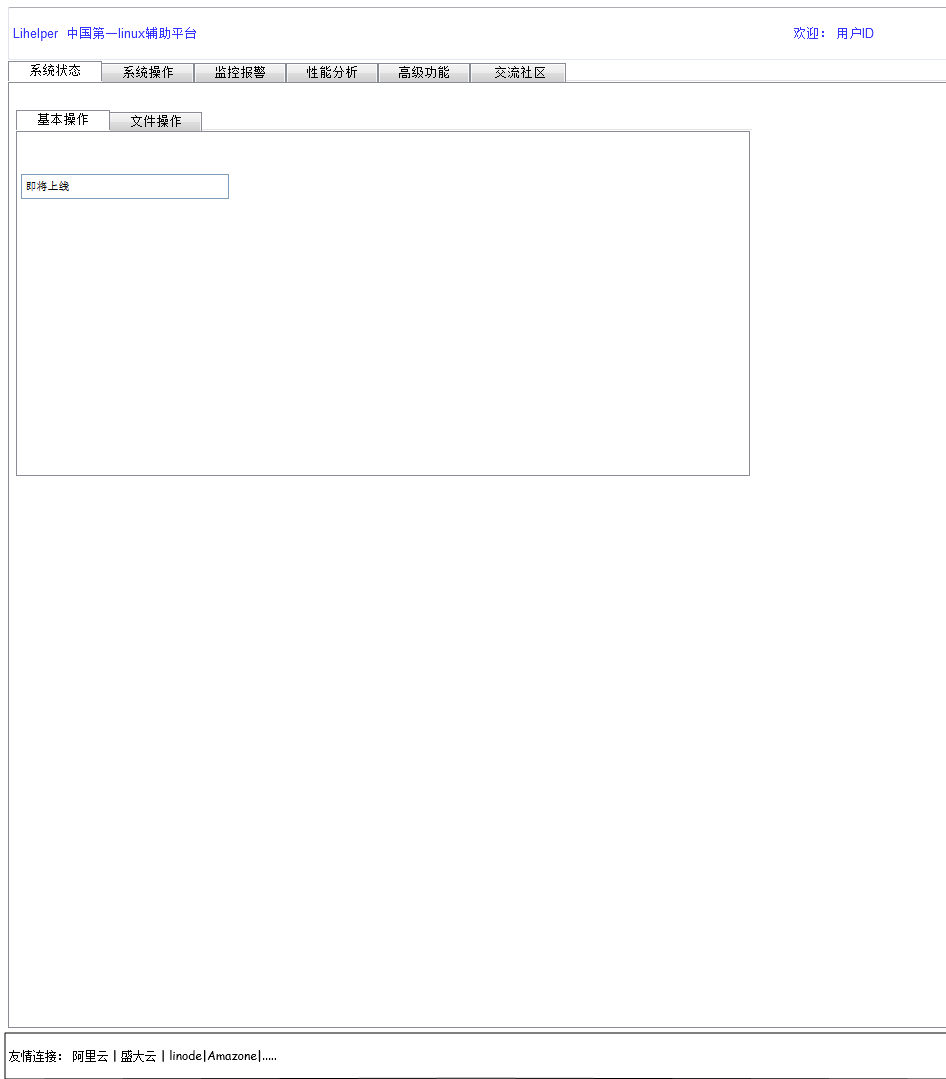 Lihelper 中国第一linux辅助平台 欢迎： 用户ID
系统状态 系统操作 监控报警 性能分析 高级功能 交流社区
基本操作 文件操作
即将上线
友情连接： 阿里云 | 盛大云 | linode|Amazone|.....